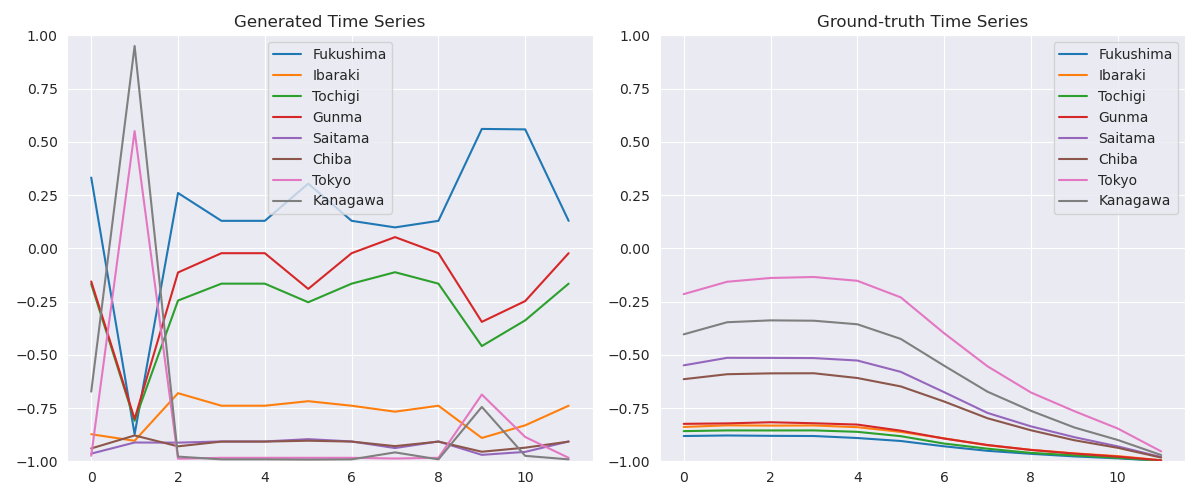 Generated Time Series
1.00
0.75
0.50
0.25
0.00
−0.25
−0.50
−0.75
−1.00
0 2 4 6 8 10
Fukushima
Ibaraki
Tochigi
Gunma
Saitama
Chiba
Tokyo
Kanagawa
Ground-truth Time Series
1.00
0.75
0.50
0.25
0.00
−0.25
−0.50
−0.75
−1.00
0 2 4 6 8 10
Fukushima
Ibaraki
Tochigi
Gunma
Saitama
Chiba
Tokyo
Kanagawa